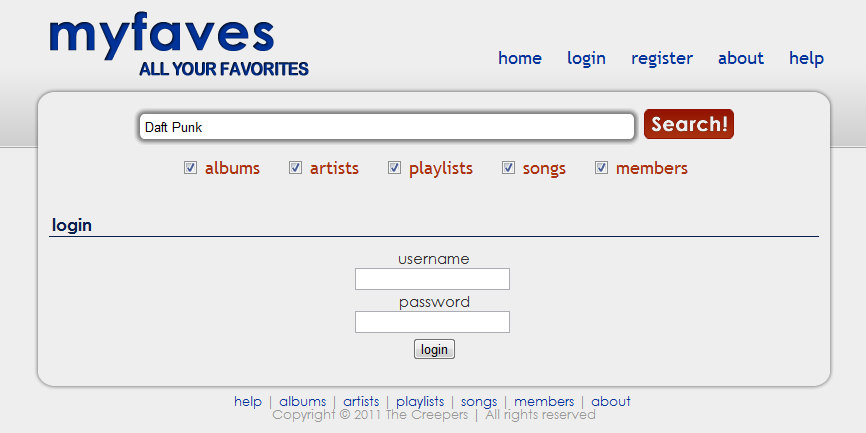 myfaves
ALL YOUR FAVORITES
home login register about help
Daft Punk Search!
albums artists playlists songs members
login
username
password
login
help | albums | artists | playlists | songs | members | about
Copyright © 2011 The Creepers | All rights reserved